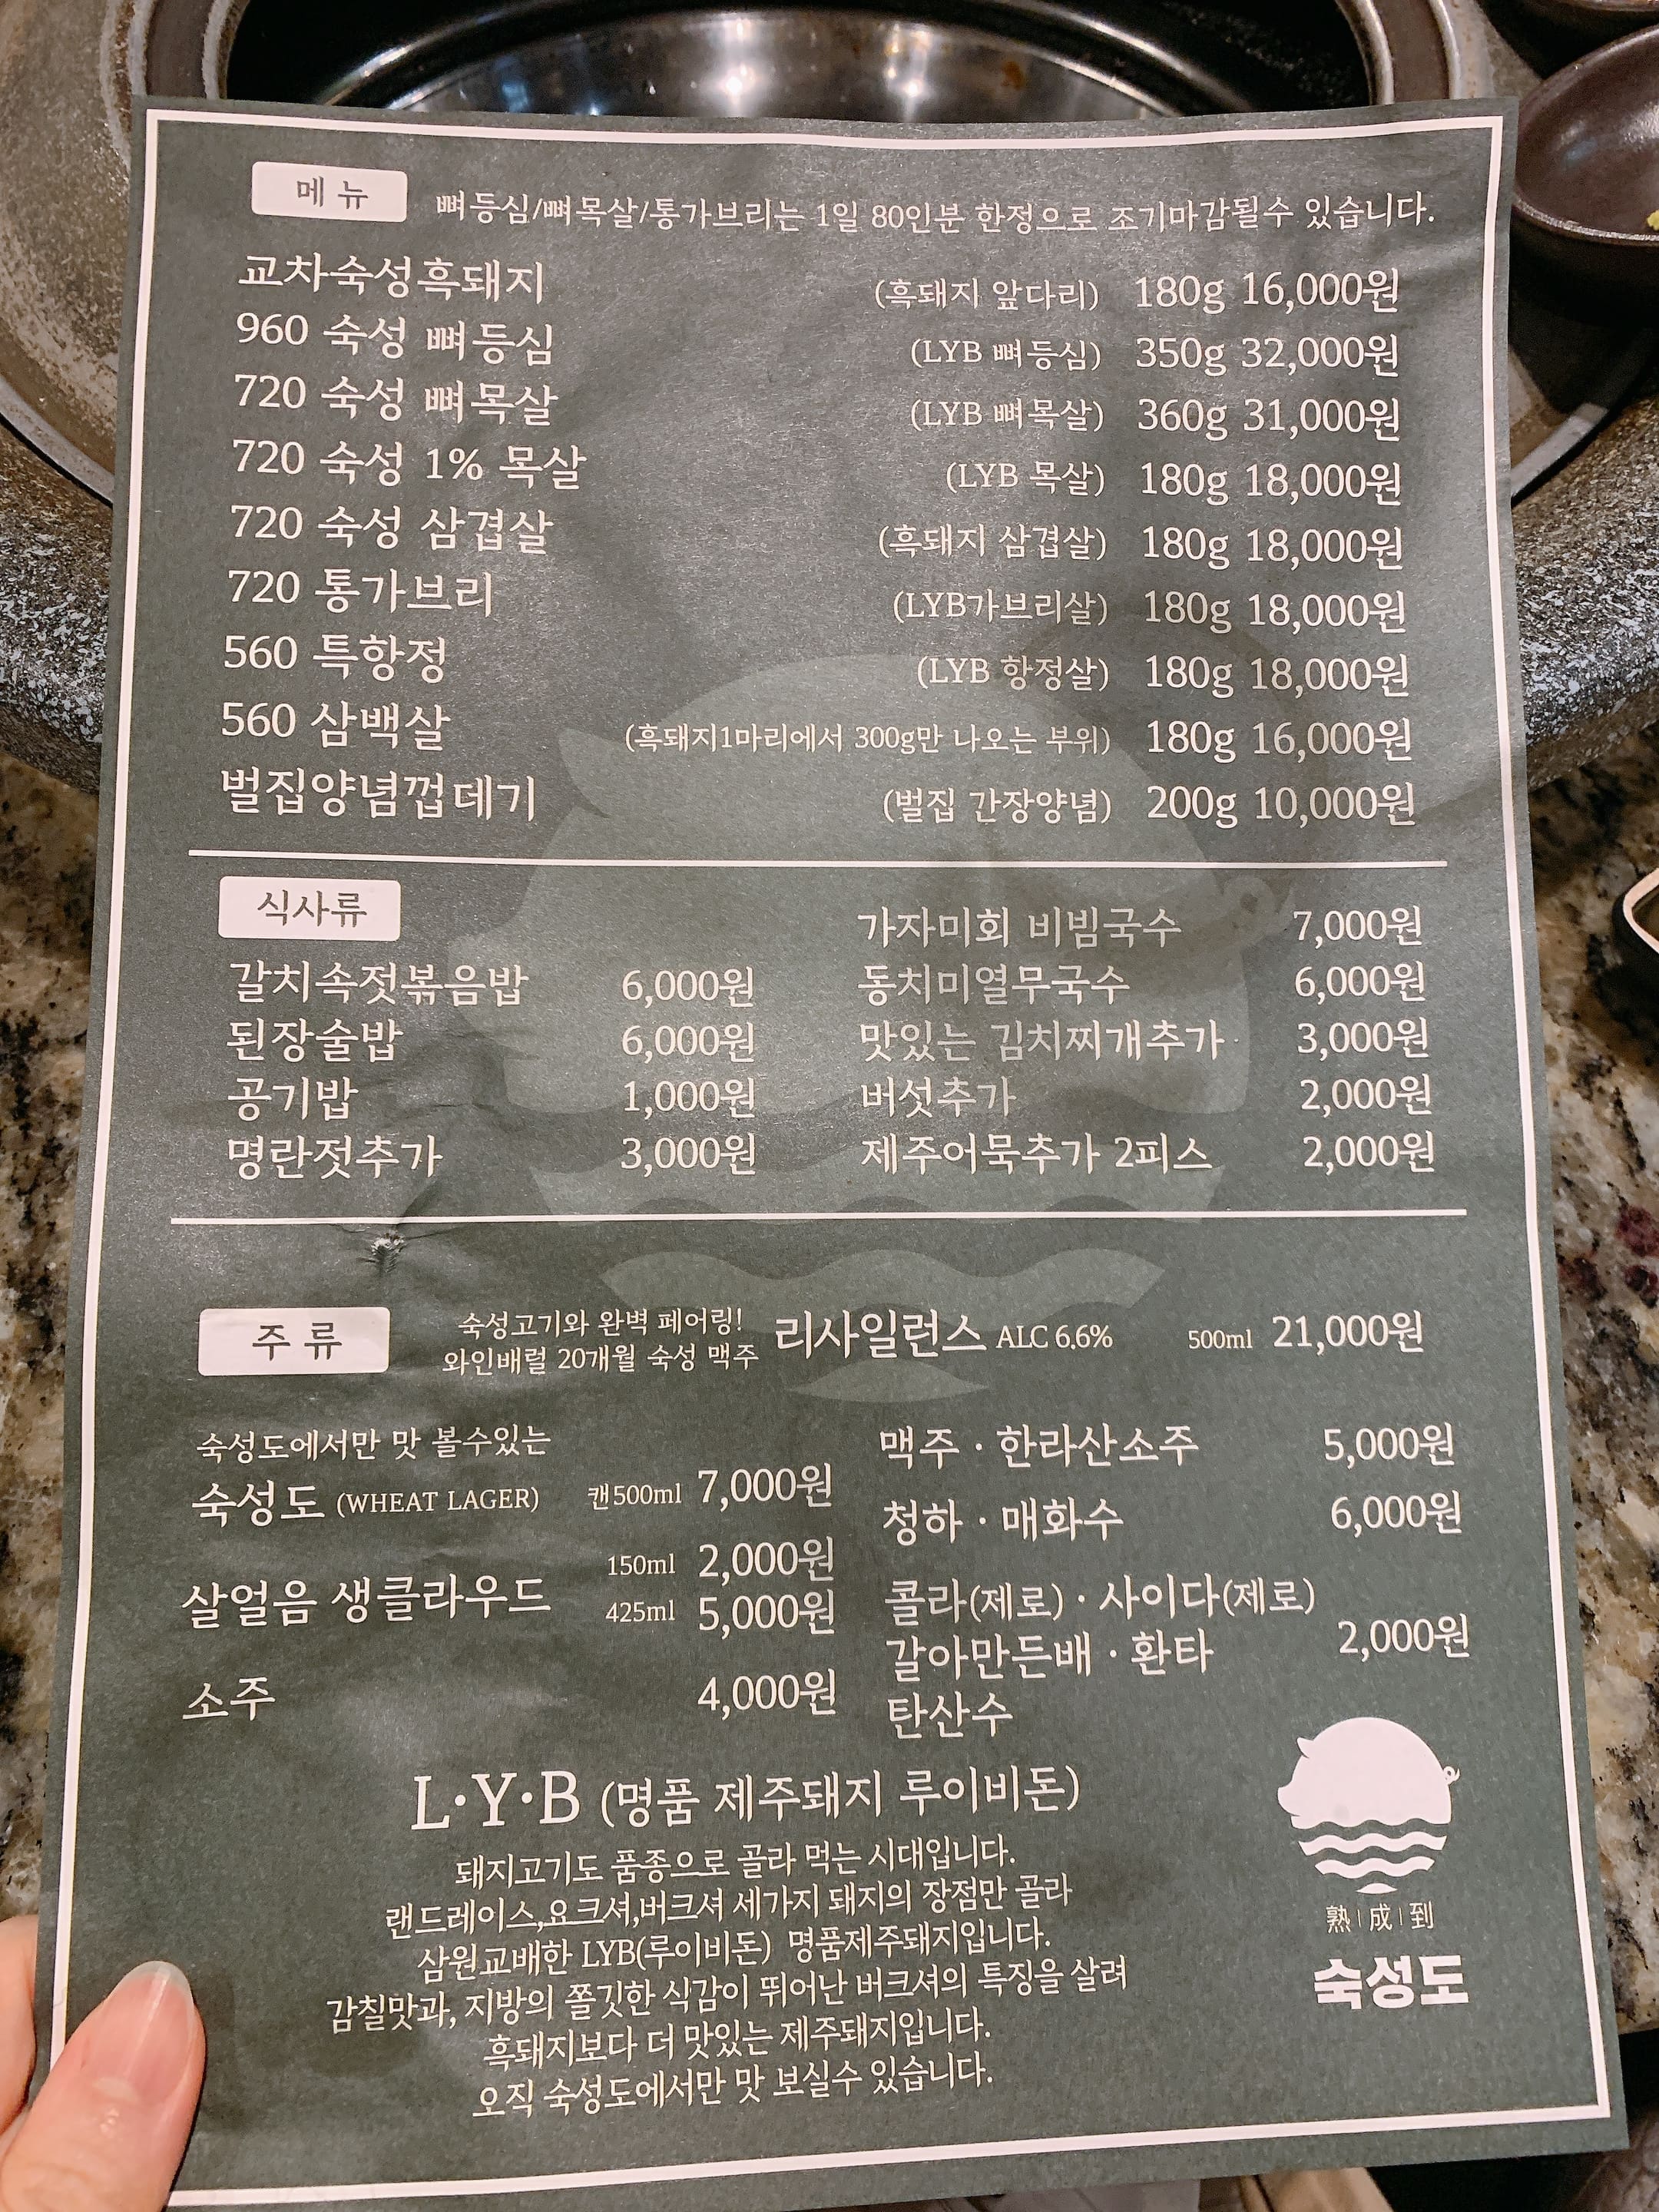 메 뉴
뼈등심/뼈목살/통가브리는 1일 80인분 한정으로 조기마감될수 있습니다.
교차숙성흑돼지 (흑돼지 앞다리) 180g 16,000원
960 숙성 뼈등심 (LYB 뼈등심) 350g 32,000원
720 숙성 뼈목살 (LYB 뼈목살) 360g 31,000원
720 숙성 1% 목살 (LYB 목살) 180g 18,000원
720 숙성 삼겹살 (흑돼지 삼겹살) 180g 18,000원
720 통가브리 (LYB가브리살) 180g 18,000원
560 특항정 (LYB 항정살) 180g 18,000원
560 삼백살 (흑돼지1마리에서 300g만 나오는 부위) 180g 16,000원
벌집양념껍데기 (벌집 간장양념) 200g 10,000원
식사류
갈치속젓볶음밥 6,000원
된장술밥 6,000원
공기밥 1,000원
명란젓추가 3,000원
가자미회 비빔국수 7,000원
동치미열무국수 6,000원
맛있는 김치찌개추가 3,000원
버섯추가 2,000원
제주어묵추가 2피스 2,000원
주 류
숙성고기와 완벽 페어링!
와인배럴 20개월 숙성 맥주
리사일런스 ALC 6.6% 500ml 21,000원
숙성도에서만 맛 볼수있는
숙성도 (WHEAT LAGER) 캔500ml 7,000원
살얼음 생클라우드
150ml 2,000원
425ml 5,000원
소주 4,000원
맥주 · 한라산소주 5,000원
청하 · 매화수 6,000원
콜라(제로) · 사이다(제로)
갈아만든배 · 환타
탄산수
2,000원
L·Y·B (명품 제주돼지 루이비돈)
돼지고기도 품종으로 골라 먹는 시대입니다.
랜드레이스,요크셔,버크셔 세가지 돼지의 장점만 골라
삼원교배한 LYB(루이비돈) 명품제주돼지입니다.
감칠맛과, 지방의 쫄깃한 식감이 뛰어난 버크셔의 특징을 살려
흑돼지보다 더 맛있는 제주돼지입니다.
오직 숙성도에서만 맛 보실수 있습니다.
熟 | 成 | 到
숙성도